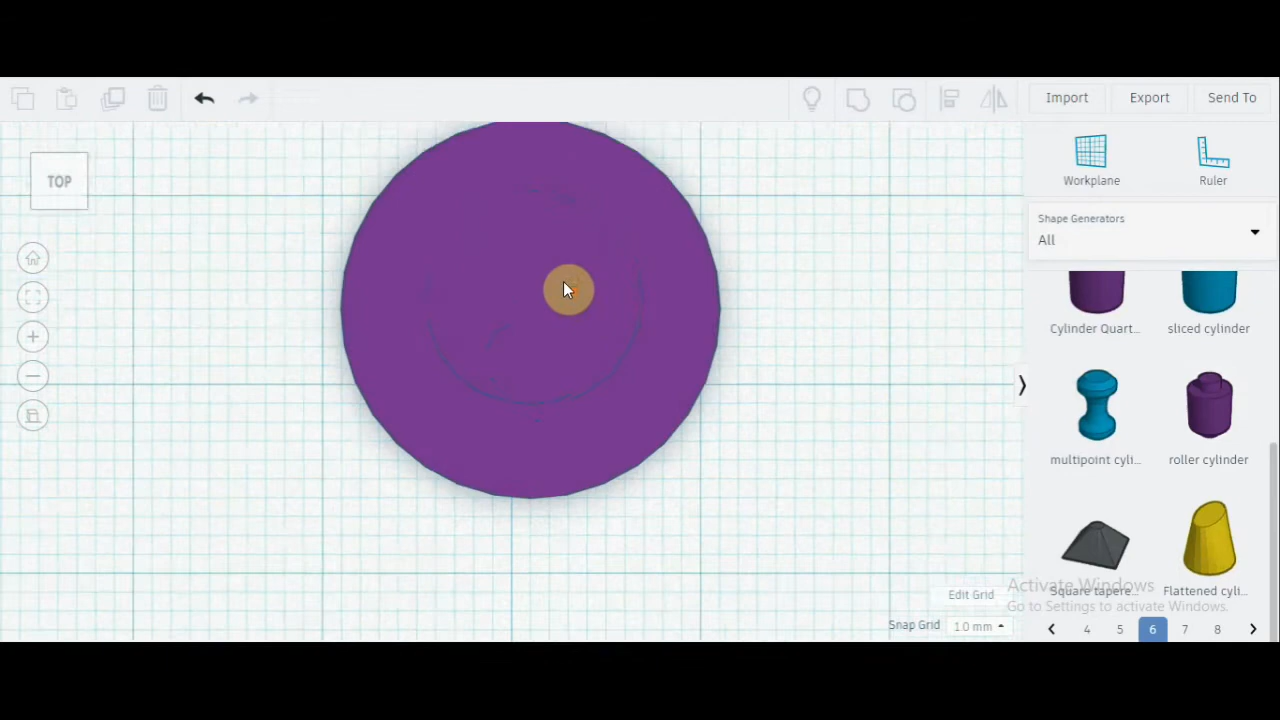 Import Export Send To
TOP
Workplane Ruler
Shape Generators
All
Cylinder Quart... sliced cylinder
multipoint cyli... roller cylinder
Activate Windows
Square tapere... Flattened cyli...
Edit Grid
Go to Settings to activate Windows.
Snap Grid 1.0 mm
4 5 6 7 8